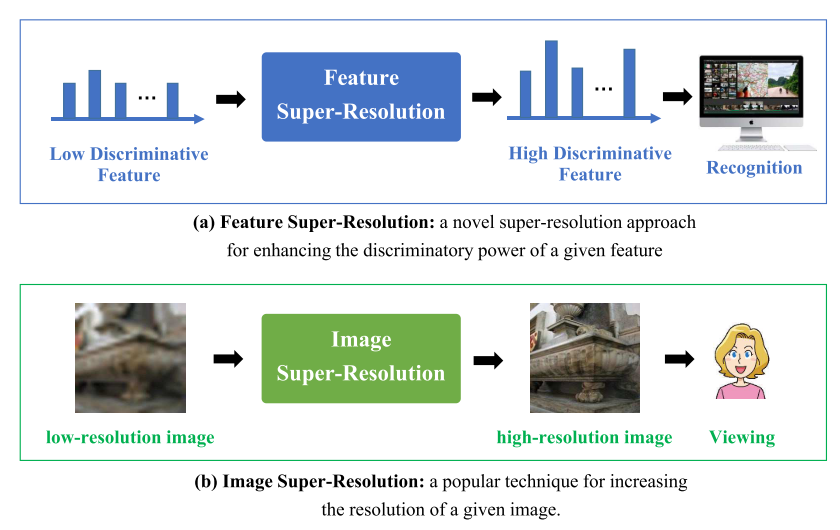 Feature
Super-Resolution
...
...
Low Discriminative
Feature
High Discriminative
Feature
Recognition
(a) Feature Super-Resolution: a novel super-resolution approach
for enhancing the discriminatory power of a given feature
Image
Super-Resolution
low-resolution image
high-resolution image
Viewing
(b) Image Super-Resolution: a popular technique for increasing
the resolution of a given image.